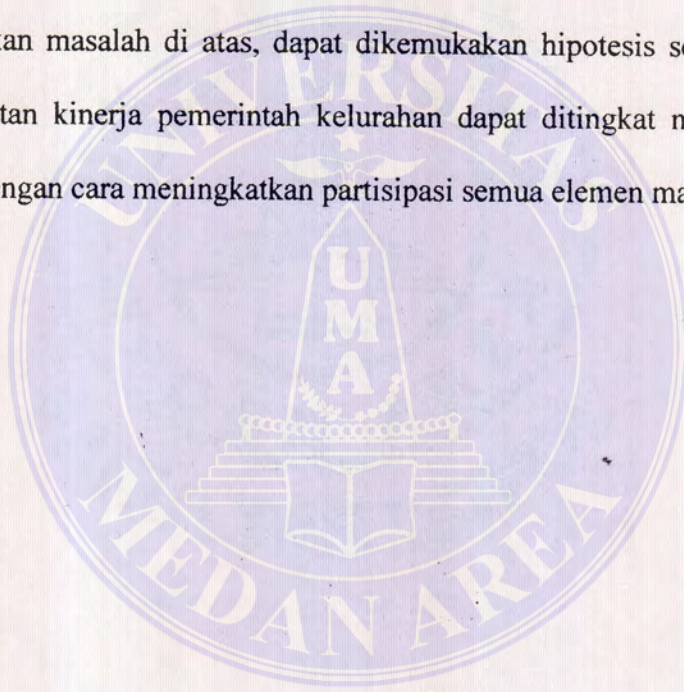 kan masalah di atas, dapat dikemukakan hipotesis se
tan kinerja pemerintah kelurahan dapat ditingkat m
ngan cara meningkatkan partisipasi semua elemen ma
UNIVERSITAS
UMA
MEDAN AREA